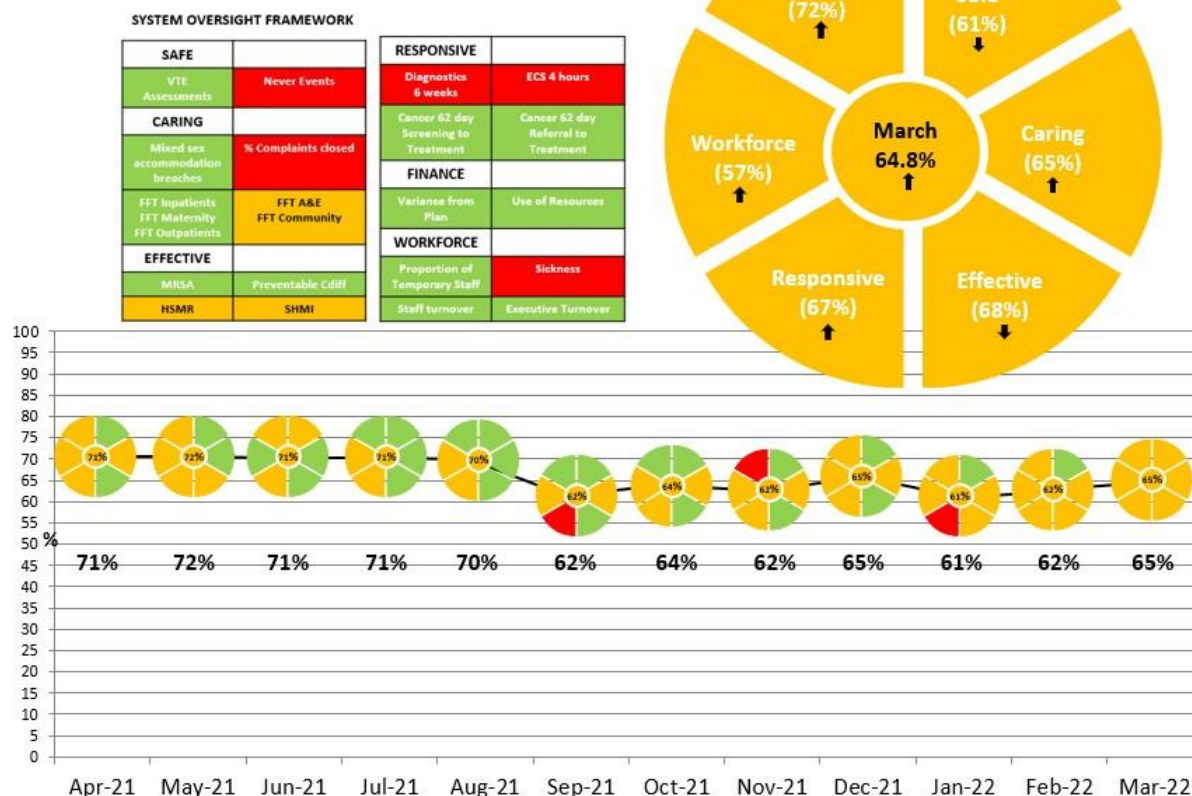 SYSTEM OVERSIGHT FRAMEWORK
SAFE
VTE
Assessments
Never Events
CARING
Mixed sex
accommodation
breaches
% Complaints closed
FFT Inpatients
FFT Maternity
FFT Outpatients
FFT A&E
FFT Community
EFFECTIVE
MRSA
Preventable Cdiff
HSMR
SHMI
RESPONSIVE
Diagnostics
6 weeks
ECS 4 hours
Cancer 62 day
Screening to
Treatment
Cancer 62 day
Referral to
Treatment
FINANCE
Variance from
Plan
Use of Resources
WORKFORCE
Proportion of
Temporary Staff
Sickness
Staff turnover
Executive Turnover
(72%)
(61%)
Workforce
(57%)
March
64.8%
Caring
(65%)
Responsive
(67%)
Effective
(68%)
100
95
90
85
80
75
70
65
60
55
50
%
45
40
35
30
25
20
15
10
5
0
71%
72%
71%
71%
70%
62%
64%
62%
65%
61%
62%
65%
71%
72%
71%
71%
70%
62%
64%
62%
65%
61%
62%
65%
Apr-21
May-21
Jun-21
Jul-21
Aug-21
Sep-21
Oct-21
Nov-21
Dec-21
Jan-22
Feb-22
Mar-22